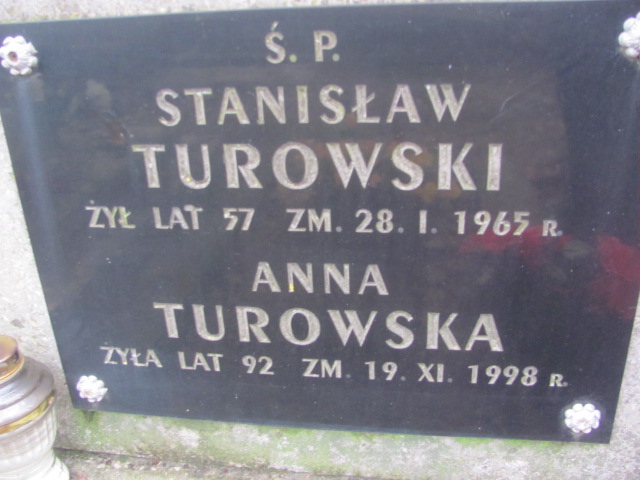 Ś. P.
STANISŁAW
TUROWSKI
ŻYŁ LAT 57 ZM. 28. I. 1965 R.
ANNA
TUROWSKA
ŻYŁA LAT 92 ZM. 19. XI. 1998 R.